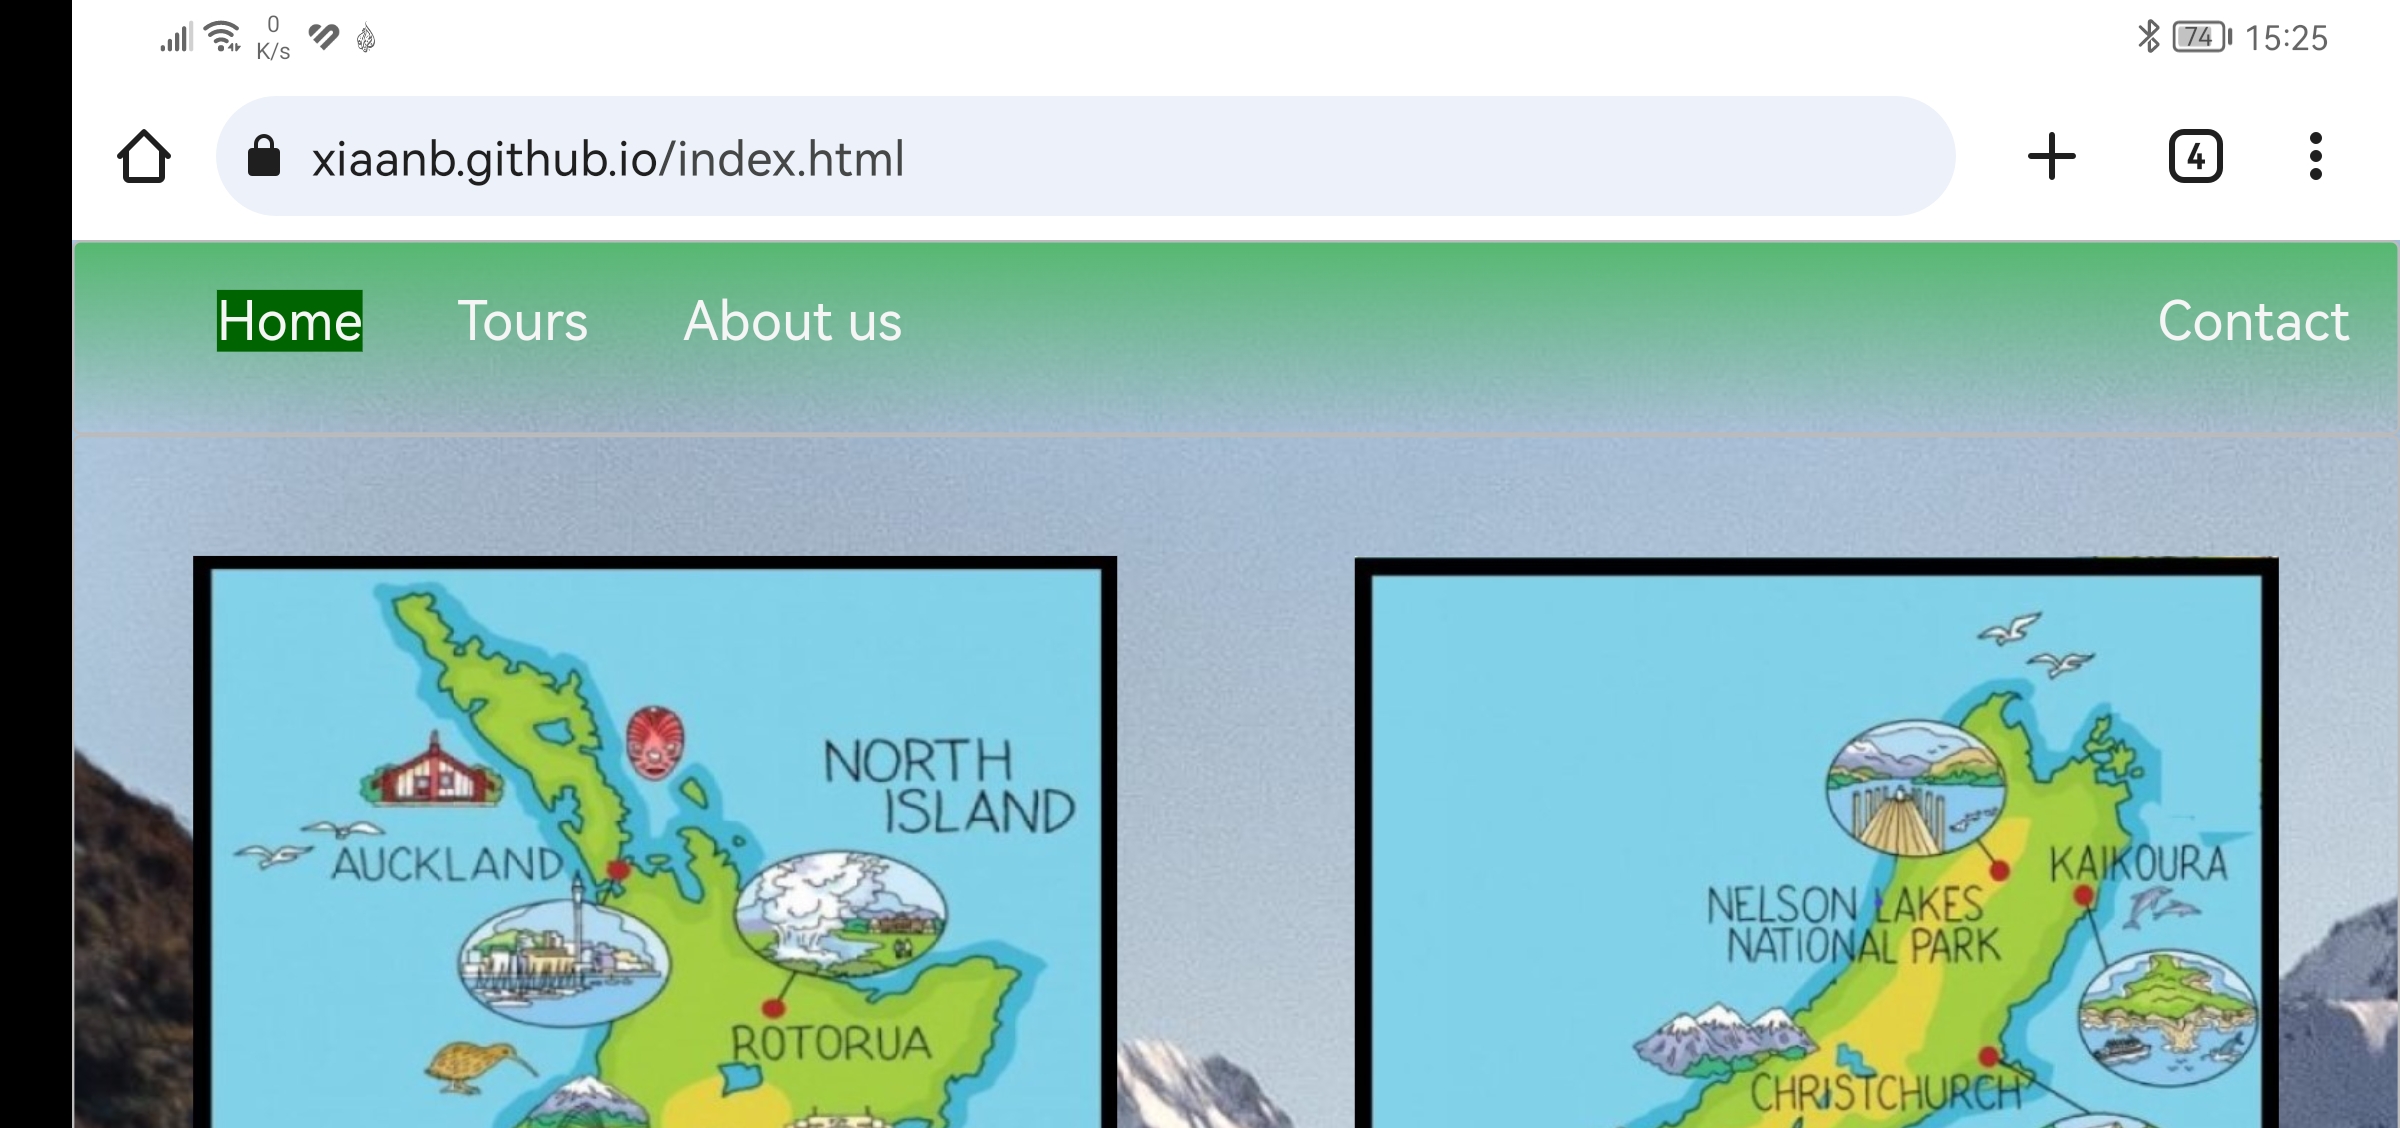 0
K/s
74
15:25
xiaanb.github.io/index.html
4
Home
Tours
About us
Contact
NORTH
ISLAND
AUCKLAND
ROTORUA
KAIKOURA
NELSON LAKES
NATIONAL PARK
CHRISTCHURCH